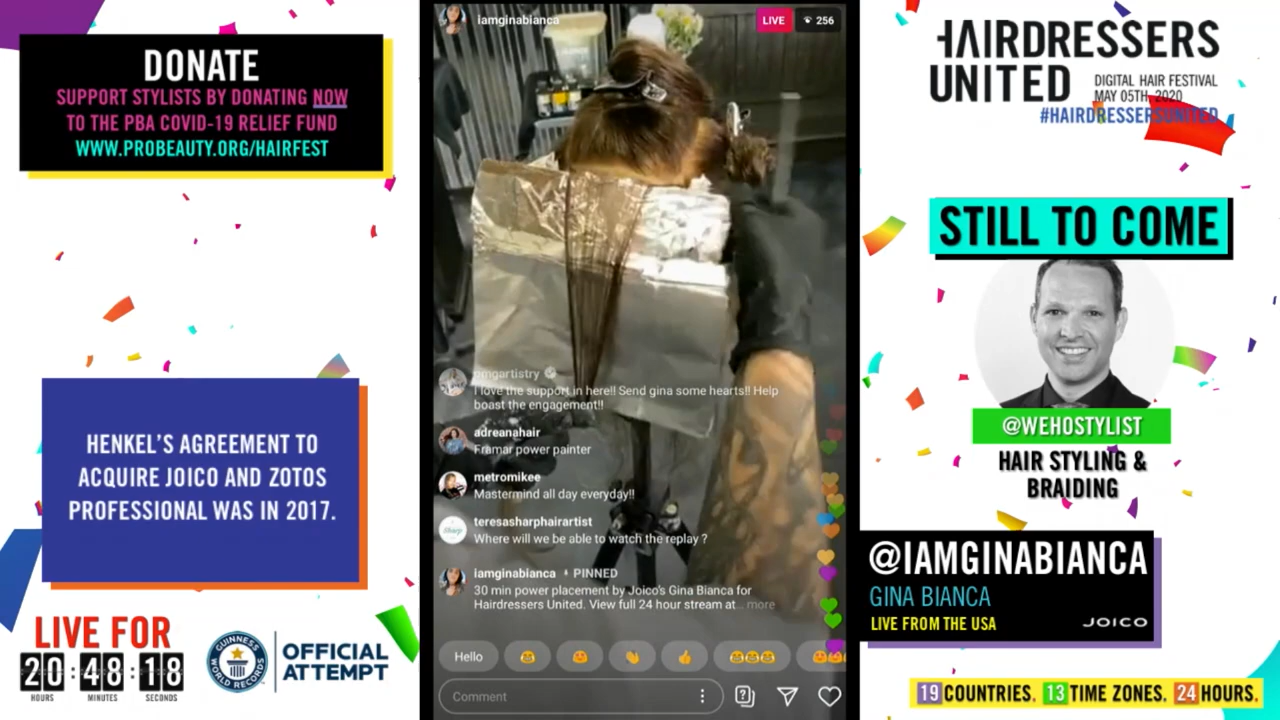 DONATE
SUPPORT STYLISTS BY DONATING NOW
TO THE PBA COVID-19 RELIEF FUND
WWW.PROBEAUTY.ORG/HAIRFEST
HENKEL'S AGREEMENT TO
ACQUIRE JOICO AND ZOTOS
PROFESSIONAL WAS IN 2017.
LIVE FOR
20:48:18
HOURS MINUTES SECONDS
GUINNESS
WORLD RECORDS
OFFICIAL
ATTEMPT
iamginabianca
LIVE
256
pmgartistry
I love the support in here!! Send gina some hearts!! Help
boast the engagement!!
adreanahair
Framar power painter
metromikee
Mastermind all day everyday!!
teresasharphairartist
Where will we be able to watch the replay ?
iamginabianca PINNED
30 min power placement by Joico's Gina Bianca for
Hairdressers United. View full 24 hour stream at... more
Hello
Comment
HAIRDRESSERS
UNITED
DIGITAL HAIR FESTIVAL
MAY 05TH, 2020
#HAIRDRESSERSUNITED
STILL TO COME
@WEHOSTYLIST
HAIR STYLING &
BRAIDING
@IAMGINABIANCA
GINA BIANCA
LIVE FROM THE USA
JOICO
19 COUNTRIES. 13 TIME ZONES. 24 HOURS.